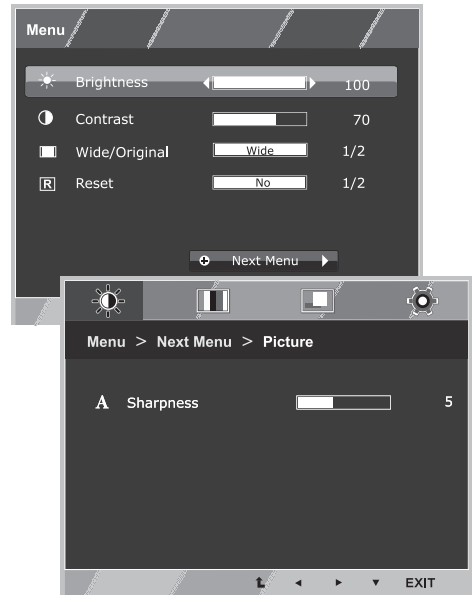 Menu
Brightness 100
Contrast 70
Wide/Original Wide 1/2
R Reset No 1/2
Next Menu
Menu > Next Menu > Picture
A Sharpness 5
EXIT